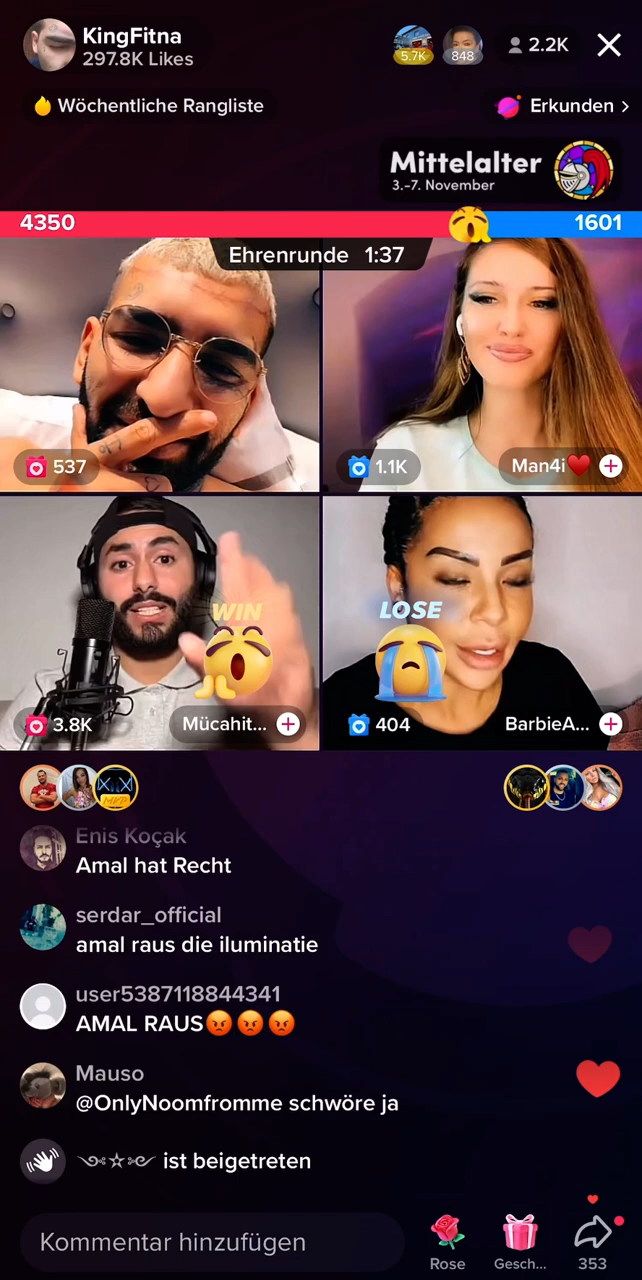 KingFitna
297.8K Likes
5.7K
848
2.2K
Wöchentliche Rangliste
Erkunden
Mittelalter
3.-7. November
4350
1601
Ehrenrunde 1:37
537
1.1K
Man4i
WIN
LOSE
3.8K
Mücahit...
404
BarbieA...
MVP
Enis Koçak
Amal hat Recht
serdar_official
amal raus die iluminatie
user5387118844341
AMAL RAUS😡😡😡
Mauso
@OnlyNoomfromme schwöre ja
ist beigetreten
Kommentar hinzufügen
Rose
Gesch...
353